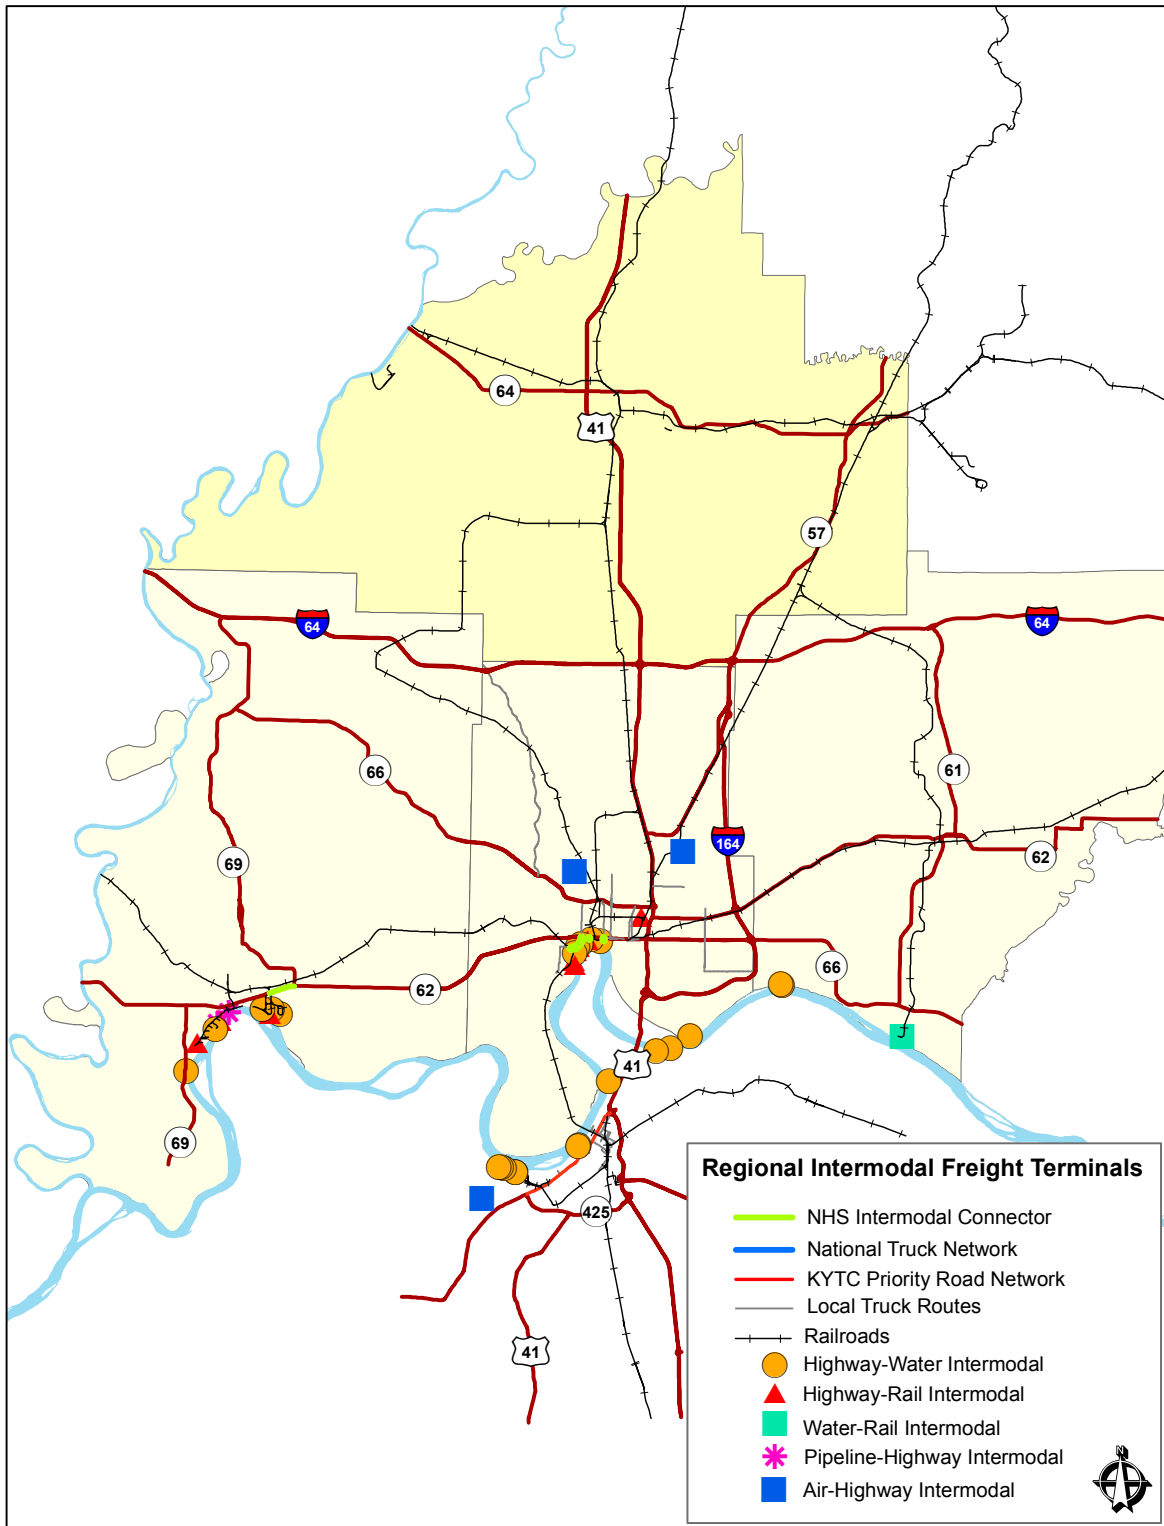 64
41
57
64
64
66
61
69
164
62
66
62
41
69
425
41
Regional Intermodal Freight Terminals
NHS Intermodal Connector
National Truck Network
KYTC Priority Road Network
Local Truck Routes
Railroads
Highway-Water Intermodal
Highway-Rail Intermodal
Water-Rail Intermodal
Pipeline-Highway Intermodal
Air-Highway Intermodal
N